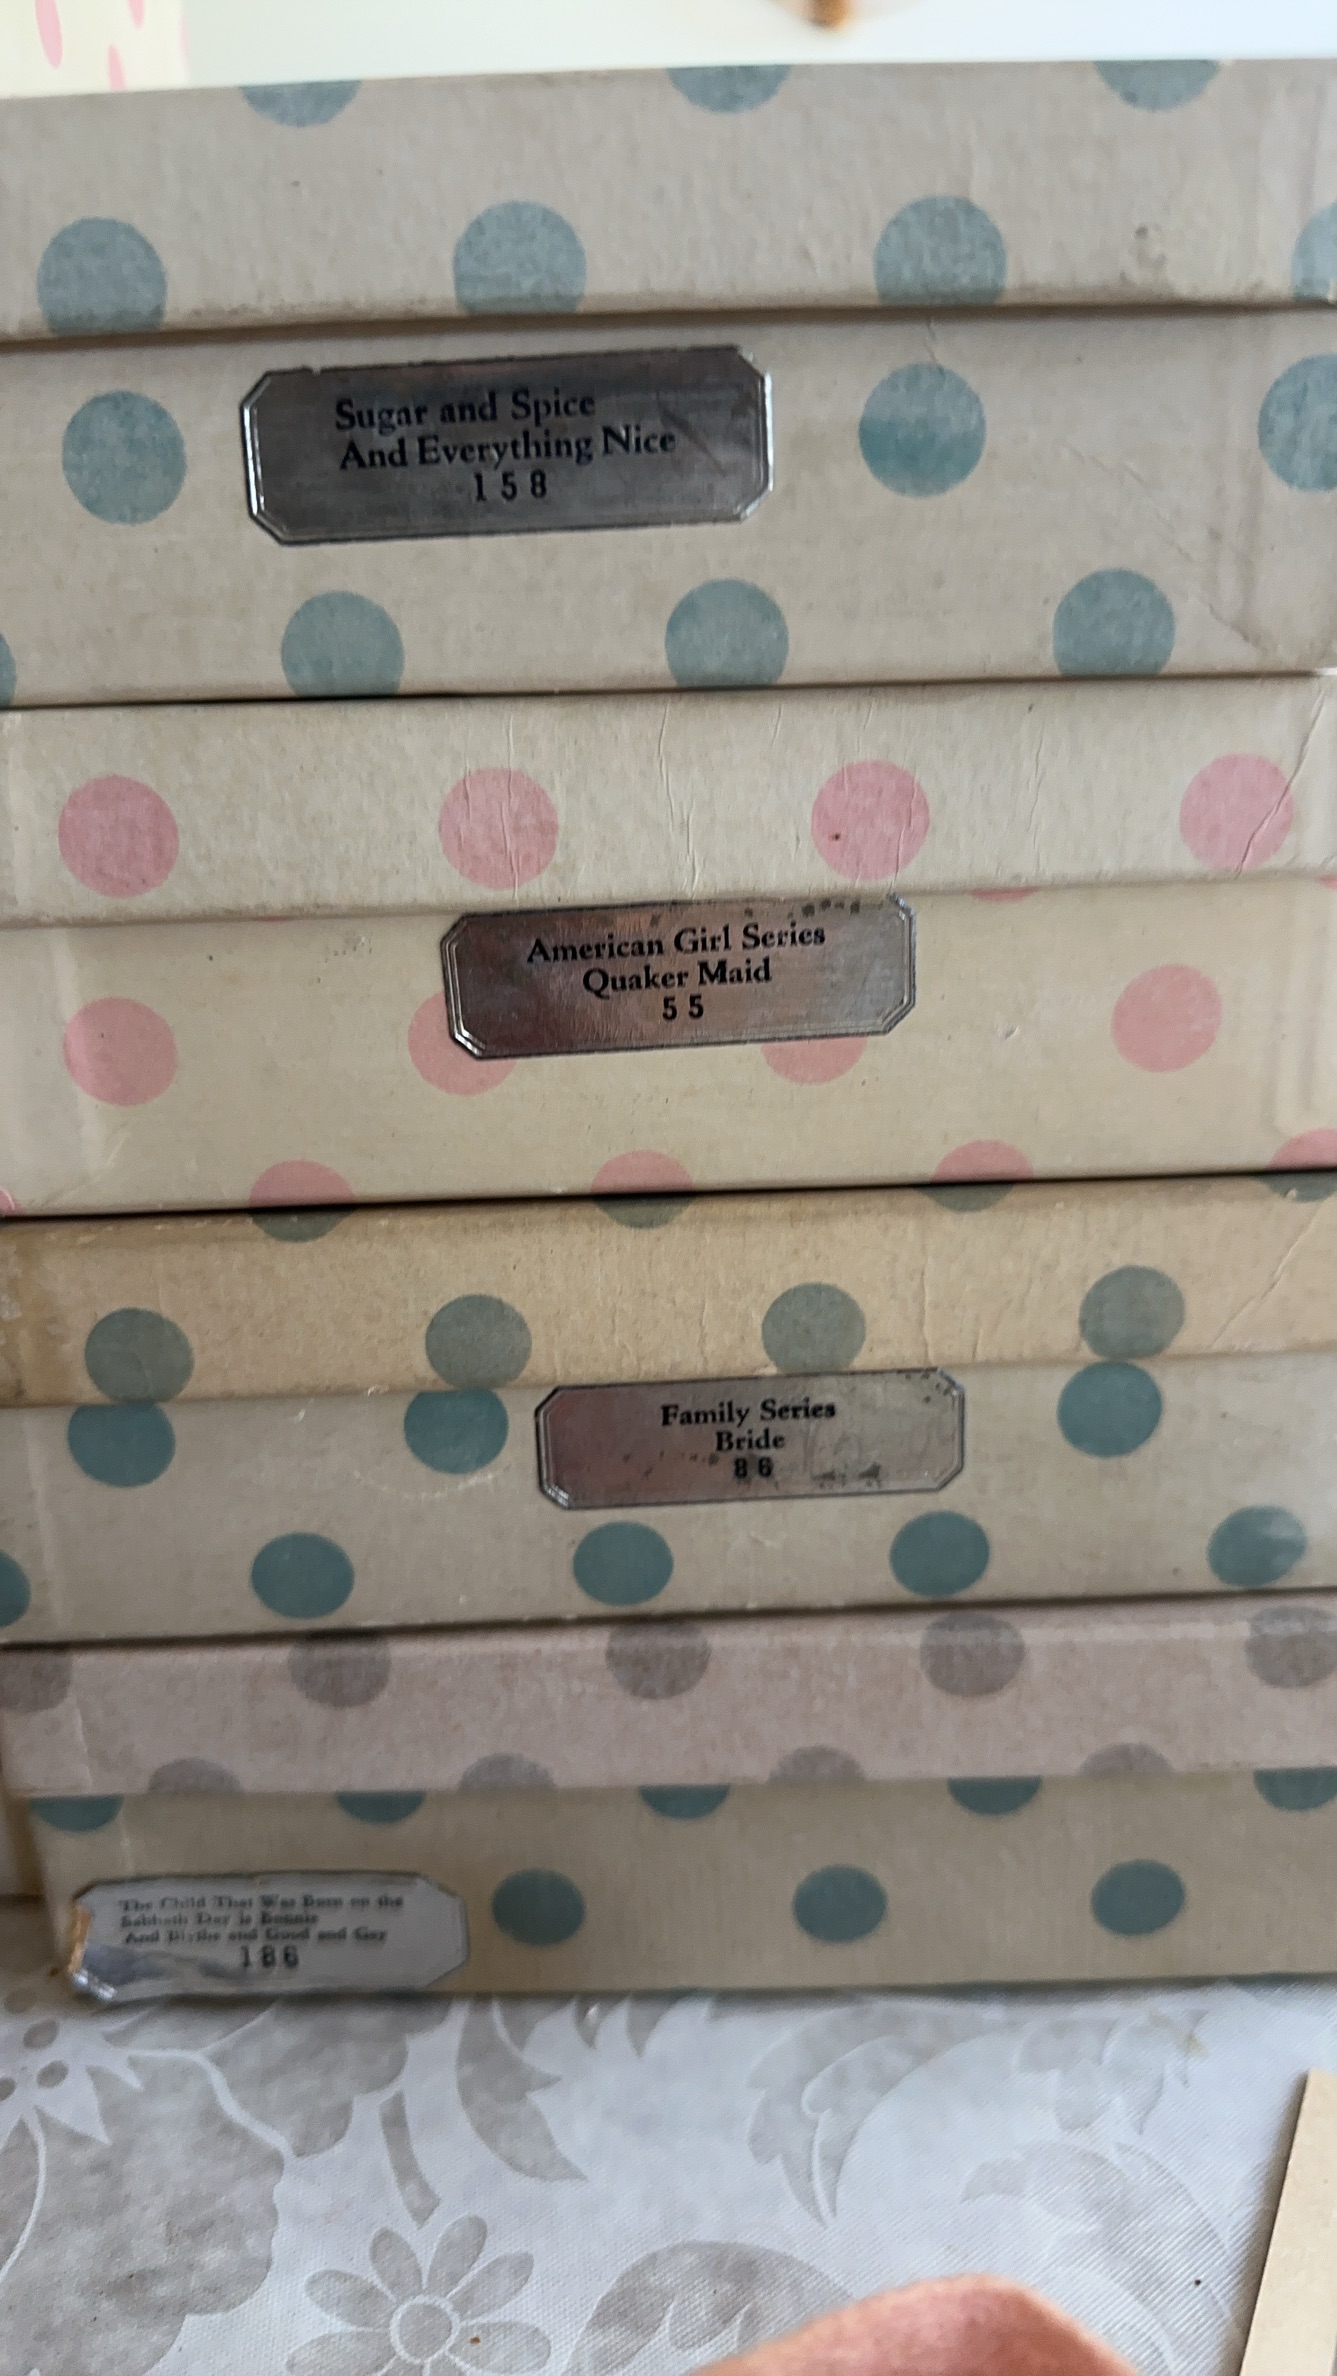 Sugar and Spice
And Everything Nice
158
American Girl Series
Quaker Maid
55
Family Series
Bride
86
The Child That Was Born on the
Sabbath Day is Bonnie
And Blythe and Good and Gay
186